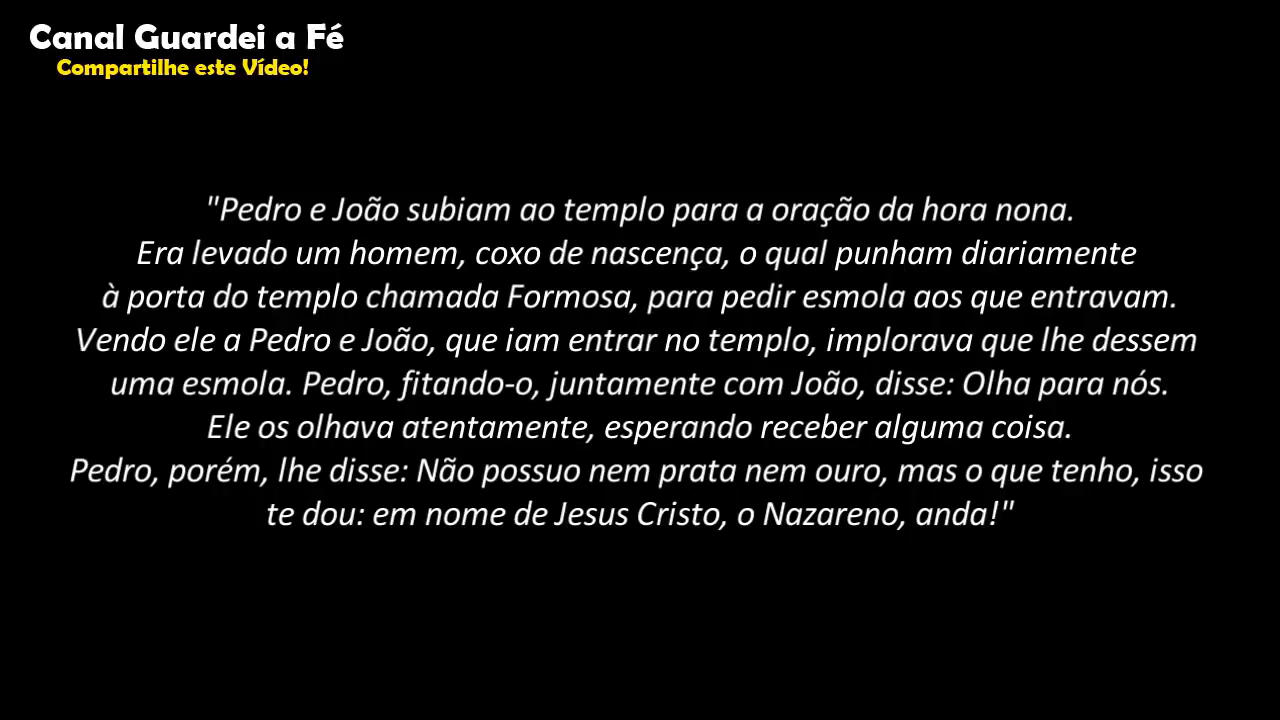 Canal Guardei a Fé
Compartilhe este Vídeo!
"Pedro e João subiam ao templo para a oração da hora nona.
Era levado um homem, coxo de nascença, o qual punham diariamente
à porta do templo chamada Formosa, para pedir esmola aos que entravam.
Vendo ele a Pedro e João, que iam entrar no templo, implorava que lhe dessem
uma esmola. Pedro, fitando-o, juntamente com João, disse: Olha para nós.
Ele os olhava atentamente, esperando receber alguma coisa.
Pedro, porém, lhe disse: Não possuo nem prata nem ouro, mas o que tenho, isso
te dou: em nome de Jesus Cristo, o Nazareno, anda!"